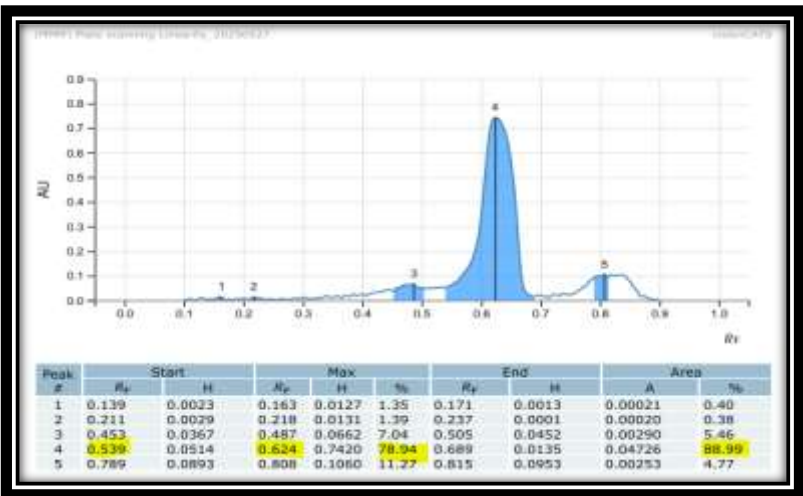 0.9
0.8
0.7
0.6
0.5
0.4
0.3
0.2
0.1
0.0
AU
1 2 3 4 5
0.0 0.1 0.2 0.3 0.4 0.5 0.6 0.7 0.8 0.9 1.0
RF
Peak Start Max End Area
# RF H RF H % RF H A %
1 0.139 0.0023 0.163 0.0127 1.35 0.171 0.0013 0.00021 0.40
2 0.211 0.0029 0.218 0.0131 1.39 0.237 0.0001 0.00020 0.38
3 0.453 0.0367 0.487 0.0662 7.04 0.505 0.0452 0.00290 5.46
4 0.539 0.0514 0.624 0.7420 78.94 0.689 0.0135 0.04726 88.99
5 0.789 0.0893 0.808 0.1060 11.27 0.815 0.0953 0.00253 4.77